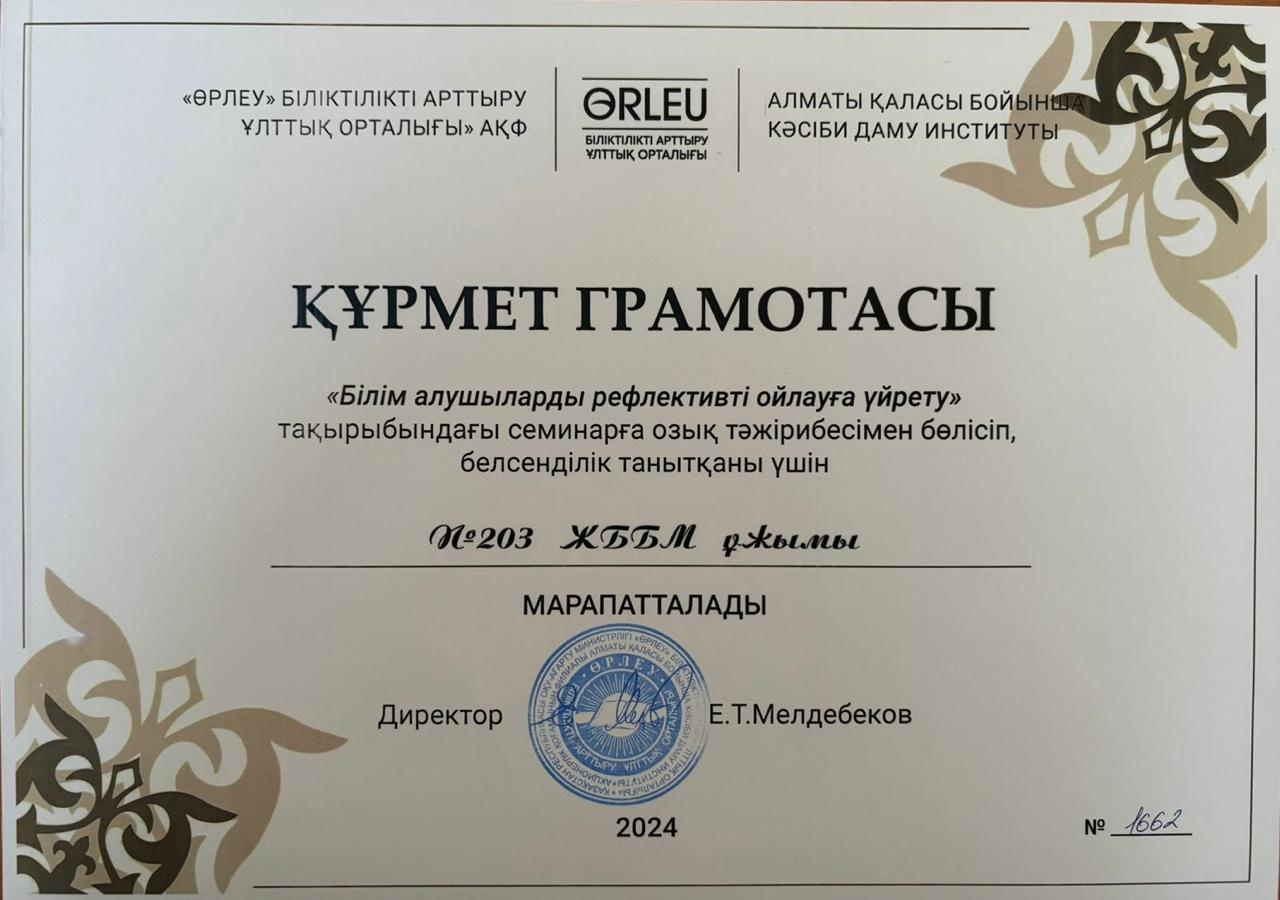 «ӨРЛЕУ» БІЛІКТІЛІКТІ АРТТЫРУ
ҰЛТТЫҚ ОРТАЛЫҒЫ» АҚФ
ӨRLEU
БІЛІКТІЛІКТІ АРТТЫРУ
ҰЛТТЫҚ ОРТАЛЫҒЫ
АЛМАТЫ ҚАЛАСЫ БОЙЫНША
КӘСІБИ ДАМУ ИНСТИТУТЫ
ҚҰРМЕТ ГРАМОТАСЫ
«Білім алушыларды рефлективті ойлауға үйрету»
тақырыбындағы семинарға озық тәжірибесімен бөлісіп,
белсенділік танытқаны үшін
№203 ЖББМ ұжымы
МАРАПАТТАЛАДЫ
Директор
Е.Т.Мелдебеков
ӨРЛЕУ
2024
№ 1662